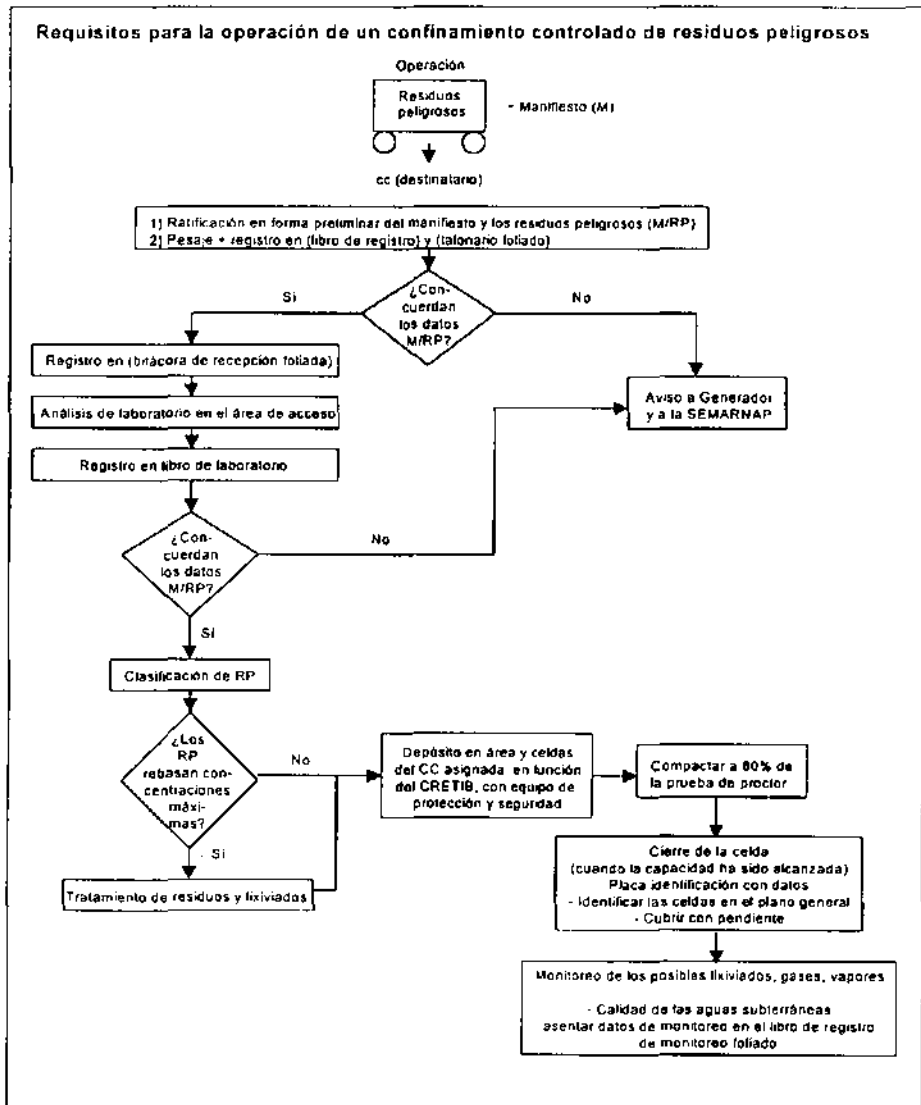 Requisitos para la operación de un confinamiento controlado de residuos peligrosos
Operación
Residuos
peligrosos
- Manifiesto (M)
cc (destinatario)
1) Ratificación en forma preliminar del manifiesto y los residuos peligrosos (M/RP)
2) Pesaje + registro en (libro de registro) y (talonario foliado)
¿Con-
cuerdan
los datos
M/RP?
Sí
No
Registro en (bitácora de recepción foliada)
Análisis de laboratorio en el área de acceso
Registro en libro de laboratorio
Aviso a Generador
y a la SEMARNAP
¿Con-
cuerdan
los datos
M/RP?
No
Sí
Clasificación de RP
¿Los
RP
rebasan con-
centraciones
máxi-
mas?
No
Sí
Tratamiento de residuos y lixiviados
Depósito en área y celdas
del CC asignada en función
del CRETIB, con equipo de
protección y seguridad
Compactar a 80% de
la prueba de proctor
Cierre de la celda
(cuando la capacidad ha sido alcanzada)
Placa identificación con datos
- Identificar las celdas en el plano general
- Cubrir con pendiente
Monitoreo de los posibles lixiviados, gases, vapores
- Calidad de las aguas subterráneas
asentar datos de monitoreo en el libro de registro
de monitoreo foliado